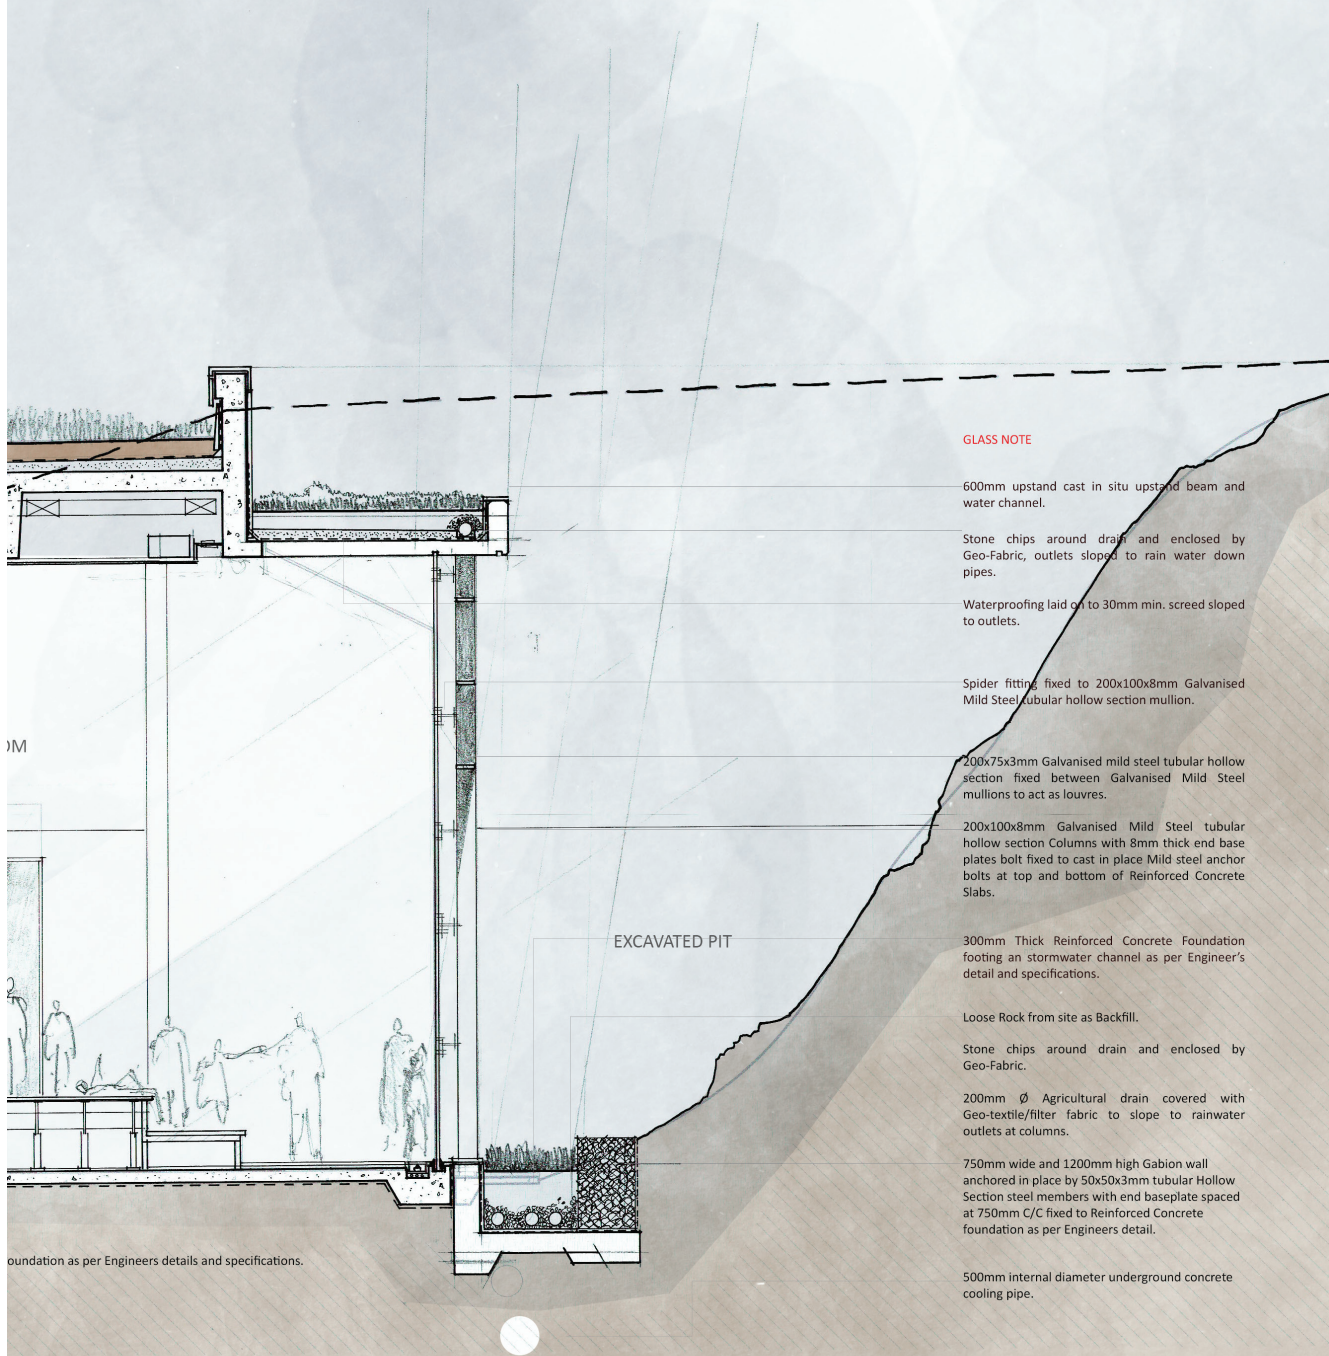 GLASS NOTE
600mm upstand cast in situ upstand beam and
water channel.
Stone chips around drain and enclosed by
Geo-Fabric, outlets sloped to rain water down
pipes.
Waterproofing laid on to 30mm min. screed sloped
to outlets.
Spider fitting fixed to 200x100x8mm Galvanised
Mild Steel tubular hollow section mullion.
OM
200x75x3mm Galvanised mild steel tubular hollow
section fixed between Galvanised Mild Steel
mullions to act as louvres.
200x100x8mm Galvanised Mild Steel tubular
hollow section Columns with 8mm thick end base
plates bolt fixed to cast in place Mild steel anchor
bolts at top and bottom of Reinforced Concrete
Slabs.
EXCAVATED PIT
300mm Thick Reinforced Concrete Foundation
footing an stormwater channel as per Engineer’s
detail and specifications.
Loose Rock from site as Backfill.
Stone chips around drain and enclosed by
Geo-Fabric.
200mm Ø Agricultural drain covered with
Geo-textile/filter fabric to slope to rainwater
outlets at columns.
750mm wide and 1200mm high Gabion wall
anchored in place by 50x50x3mm tubular Hollow
Section steel members with end baseplate spaced
at 750mm C/C fixed to Reinforced Concrete
foundation as per Engineers detail.
oundation as per Engineers details and specifications.
500mm internal diameter underground concrete
cooling pipe.